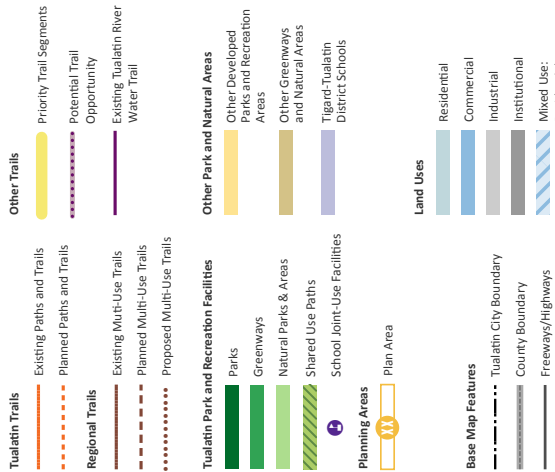 Tualatin Trails
Existing Paths and Trails
Planned Paths and Trails
Regional Trails
Existing Muti-Use Trails
Planned Multi-Use Trails
Proposed Multi-Use Trails
Other Trails
Priority Trail Segments
Potential Trail
Opportunity
Existing Tualatin River
Water Trail
Tualatin Park and Recreation Facilities
Parks
Greenways
Natural Parks & Areas
Shared Use Paths
School Joint-Use Facilities
Planning Areas
XX
Plan Area
Other Park and Natural Areas
Other Developed
Parks and Recreation
Areas
Other Greenways
and Natural Areas
Tigard-Tualatin
District Schools
Base Map Features
Tualatin City Boundary
County Boundary
Freeways/Highways
Land Uses
Residential
Commercial
Industrial
Institutional
Mixed Use: